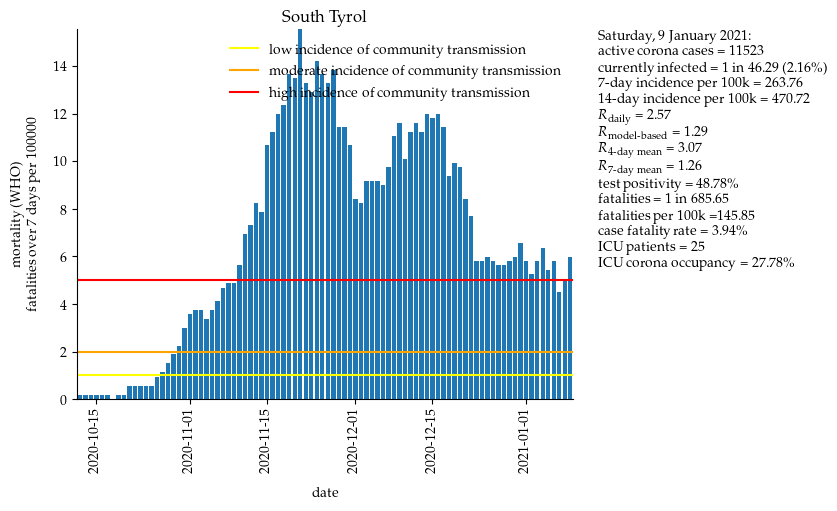 South Tyrol
low incidence of community transmission
moderate incidence of community transmission
high incidence of community transmission
mortality (WHO)
fatalities over 7 days per 100000
14
12
10
8
6
4
2
0
2020-10-15
2020-11-01
2020-11-15
2020-12-01
2020-12-15
2021-01-01
date
Saturday, 9 January 2021:
active corona cases = 11523
currently infected = 1 in 46.29 (2.16%)
7-day incidence per 100k = 263.76
14-day incidence per 100k = 470.72
Rdaily = 2.57
Rmodel-based = 1.29
R4-day mean = 3.07
R7-day mean = 1.26
test positivity = 48.78%
fatalities = 1 in 685.65
fatalities per 100k =145.85
case fatality rate = 3.94%
ICU patients = 25
ICU corona occupancy = 27.78%